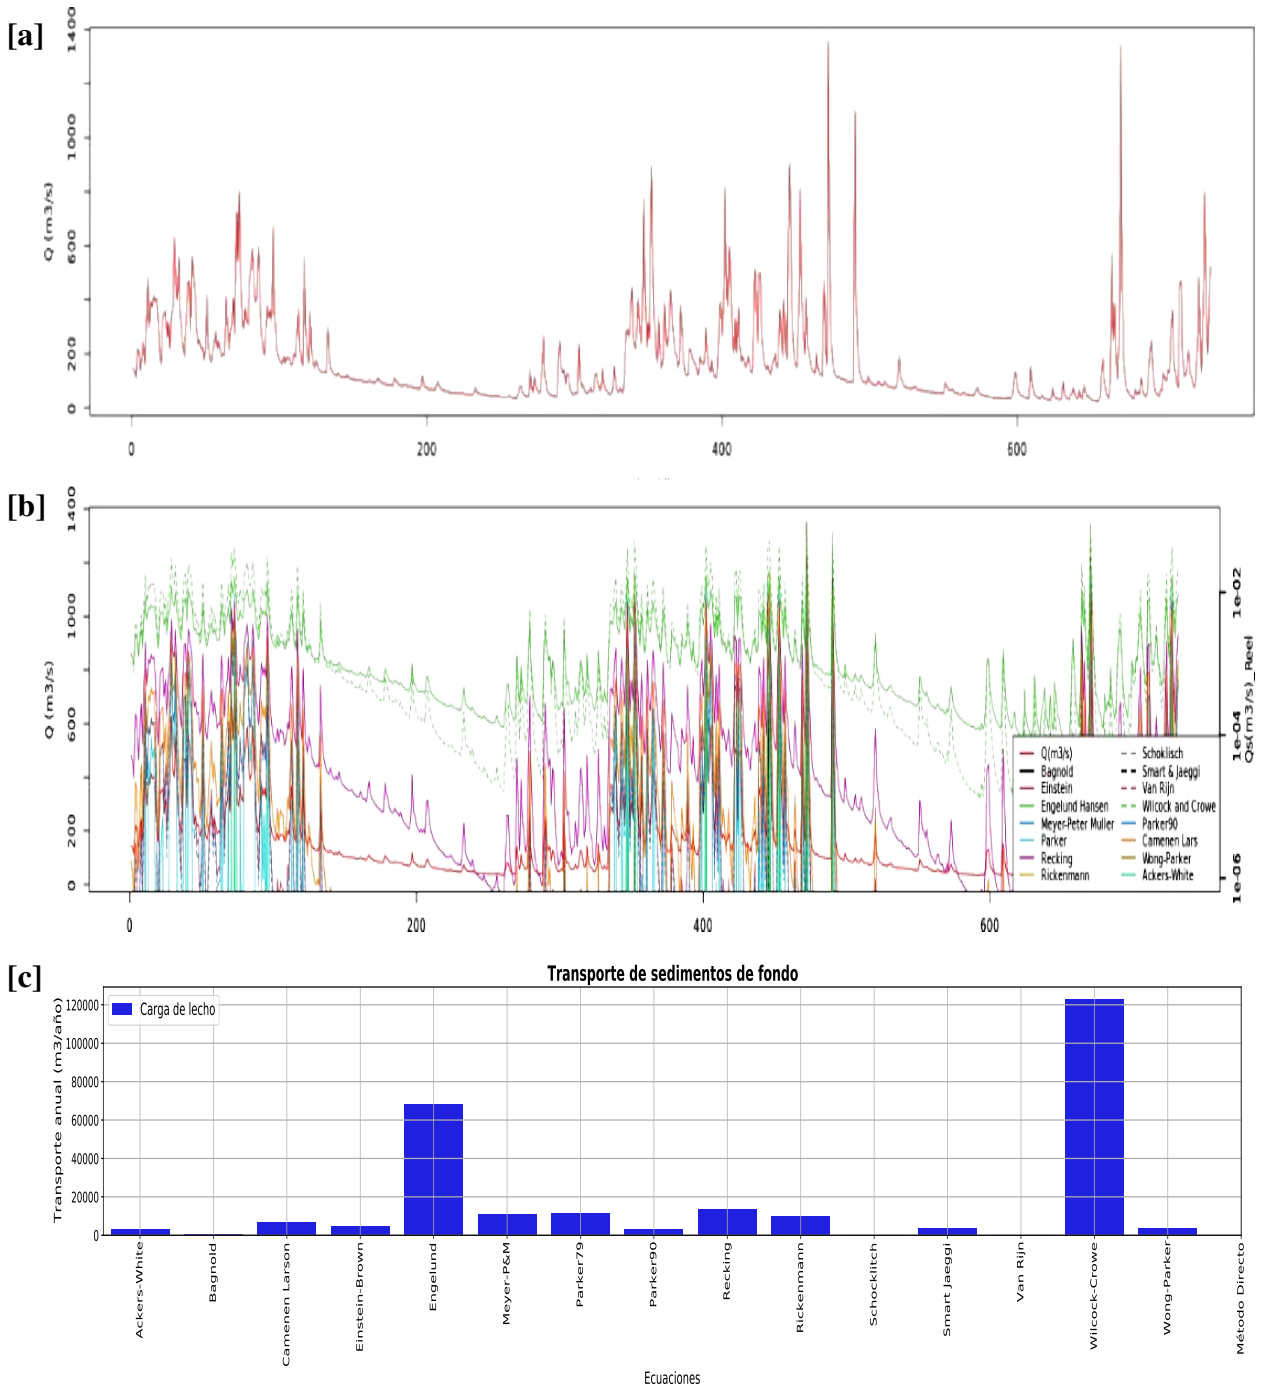 [a]
1400
1000
600
200
0
Q (m3/s)
0 200 400 600
[b]
1400
1000
600
200
0
Q (m3/s)
1e-02
1e-04
1e-06
Qs(m3/s)_Reel
Q(m3/s)
Bagnold
Einstein
Engelund Hansen
Meyer-Peter Muller
Parker
Recking
Rickenmann
Schoklisch
Smart & Jaeggi
Van Rijn
Wilcock and Crowe
Parker90
Camenen Lars
Wong-Parker
Ackers-White
0 200 400 600
[c]
Transporte de sedimentos de fondo
Carga de lecho
120000
100000
80000
60000
40000
20000
0
Transporte anual (m3/año)
Ackers-White
Bagnold
Camenen Larson
Einstein-Brown
Engelund
Meyer-P&M
Parker79
Parker90
Recking
Rickenmann
Schocklitch
Smart Jaeggi
Van Rijn
Wilcock-Crowe
Wong-Parker
Método Directo
Ecuaciones